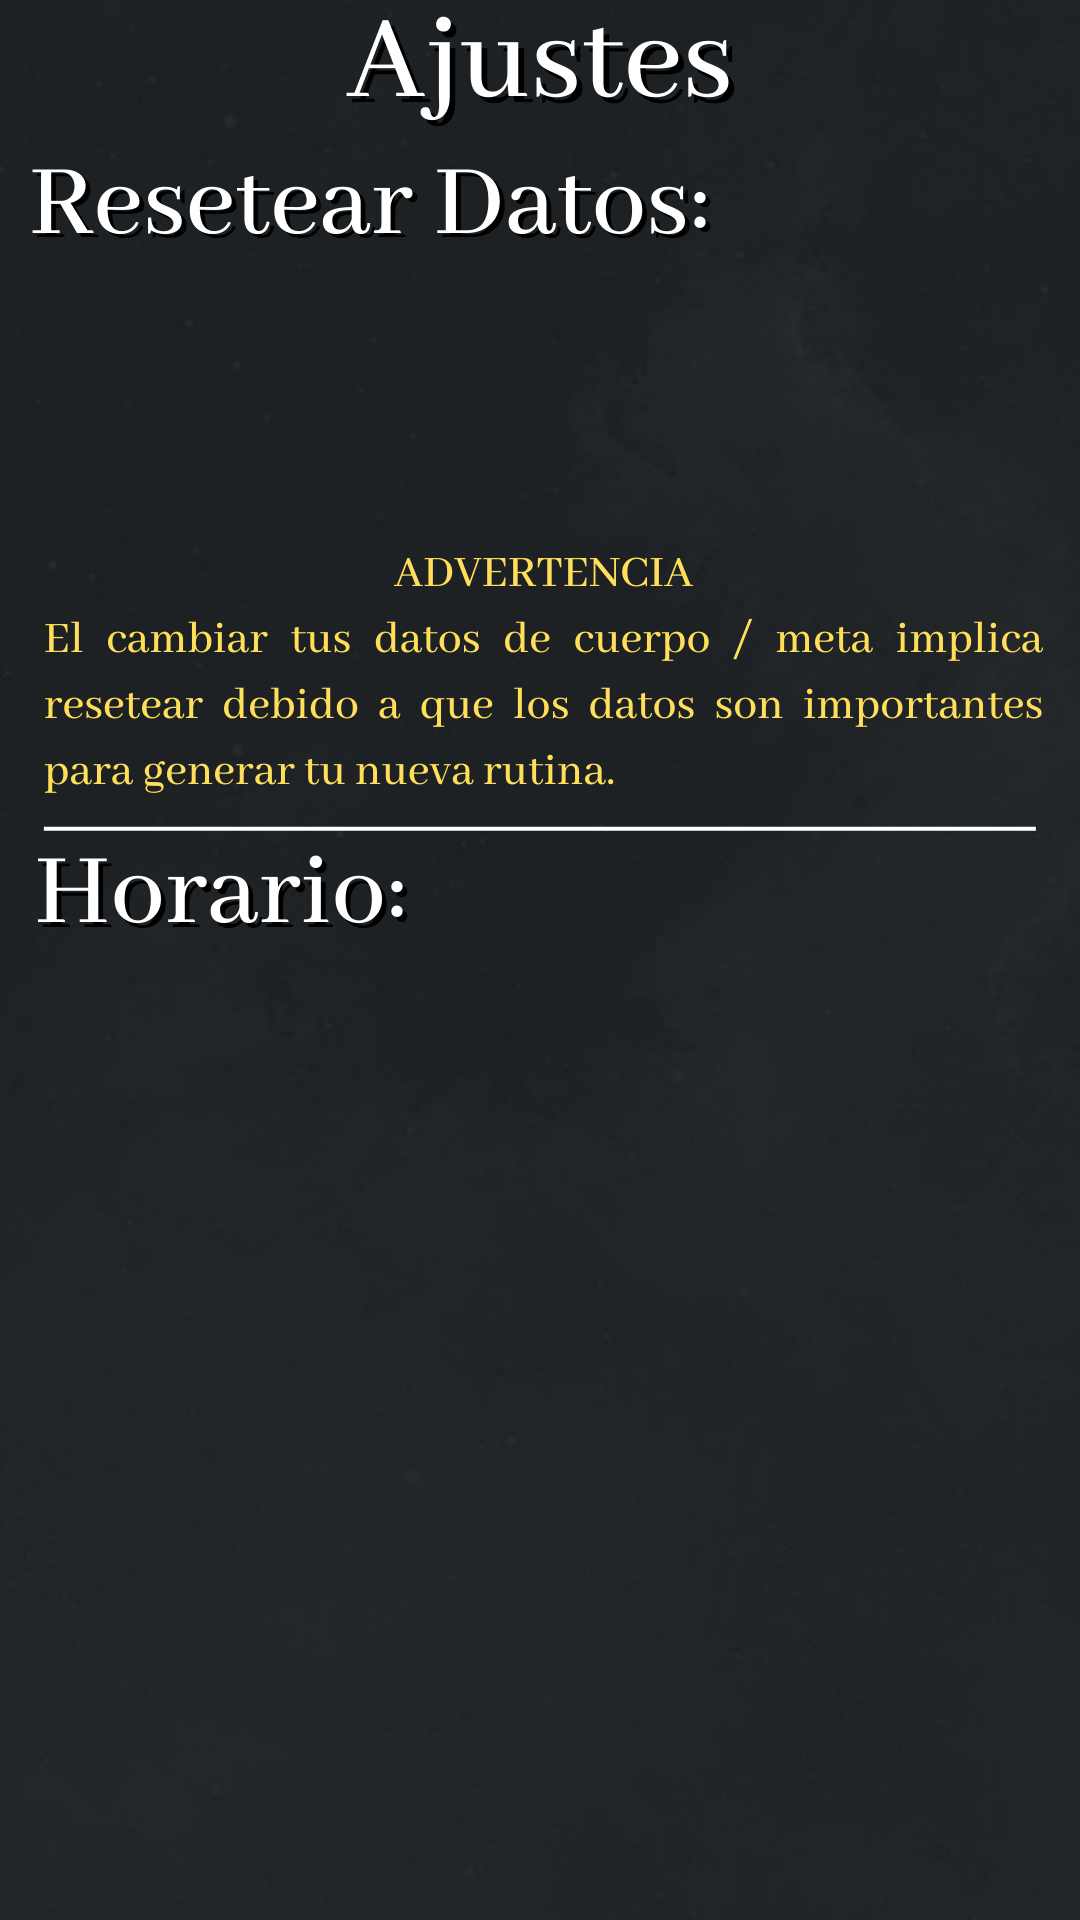 Ajustes
Resetear Datos:
ADVERTENCIA
El cambiar tus datos de cuerpo / meta implica
resetear debido a que los datos son importantes
para generar tu nueva rutina.
Horario: